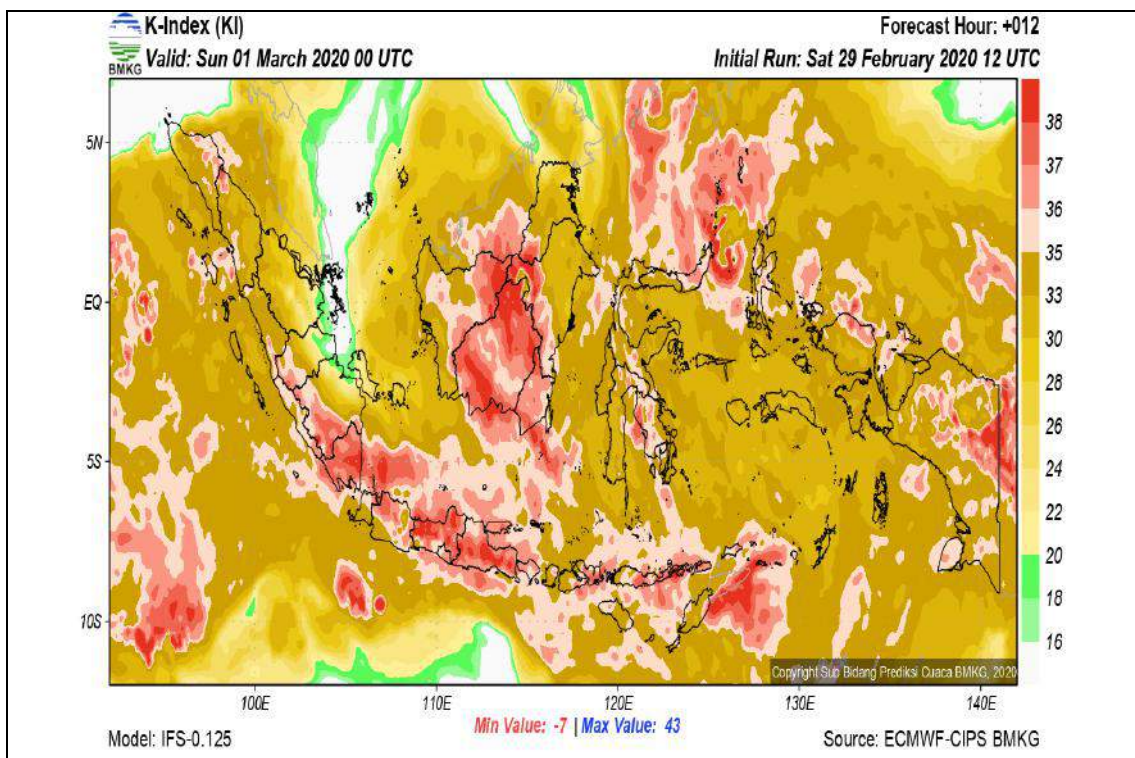 K-Index (KI)
Forecast Hour: +012
BMKG
Valid: Sun 01 March 2020 00 UTC
Initial Run: Sat 29 February 2020 12 UTC
5N
EQ
5S
10S
38
37
36
35
33
30
28
26
24
22
20
18
16
Copyright Sub Bidang Prediksi Cuaca BMKG, 2020
100E
110E
120E
130E
140E
Min Value: -7 | Max Value: 43
Model: IFS-0.125
Source: ECMWF-CIPS BMKG